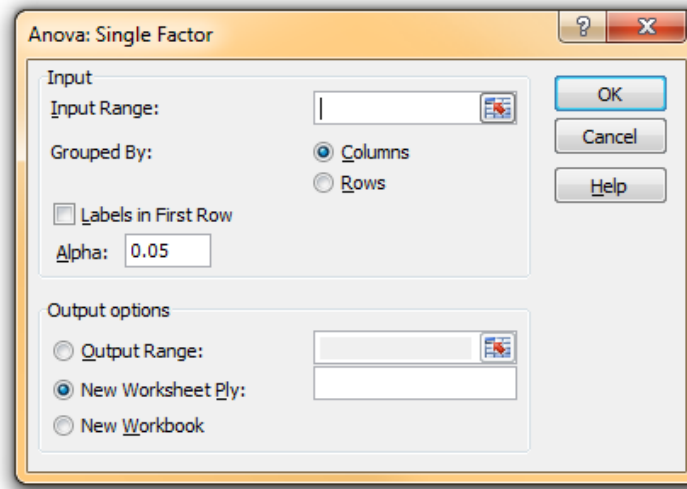 Anova: Single Factor
Input
Input Range:
Grouped By:
Columns
Rows
Labels in First Row
Alpha: 0.05
OK
Cancel
Help
Output options
Output Range:
New Worksheet Ply:
New Workbook